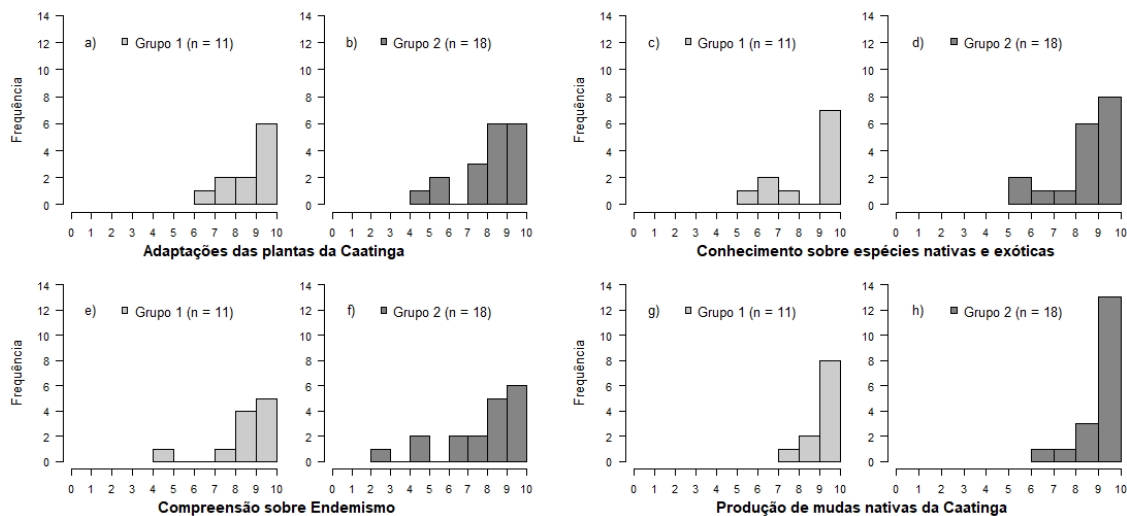 a) Grupo 1 (n = 11)
Frequência
14
12
10
8
6
4
2
0
0 1 2 3 4 5 6 7 8 9 10
b) Grupo 2 (n = 18)
14
12
10
8
6
4
2
0
0 1 2 3 4 5 6 7 8 9 10
Adaptações das plantas da Caatinga
c) Grupo 1 (n = 11)
Frequência
14
12
10
8
6
4
2
0
0 1 2 3 4 5 6 7 8 9 10
d) Grupo 2 (n = 18)
14
12
10
8
6
4
2
0
0 1 2 3 4 5 6 7 8 9 10
Conhecimento sobre espécies nativas e exóticas
e) Grupo 1 (n = 11)
Frequência
14
12
10
8
6
4
2
0
0 1 2 3 4 5 6 7 8 9 10
f) Grupo 2 (n = 18)
14
12
10
8
6
4
2
0
0 1 2 3 4 5 6 7 8 9 10
Compreensão sobre Endemismo
g) Grupo 1 (n = 11)
Frequência
14
12
10
8
6
4
2
0
0 1 2 3 4 5 6 7 8 9 10
h) Grupo 2 (n = 18)
14
12
10
8
6
4
2
0
0 1 2 3 4 5 6 7 8 9 10
Produção de mudas nativas da Caatinga